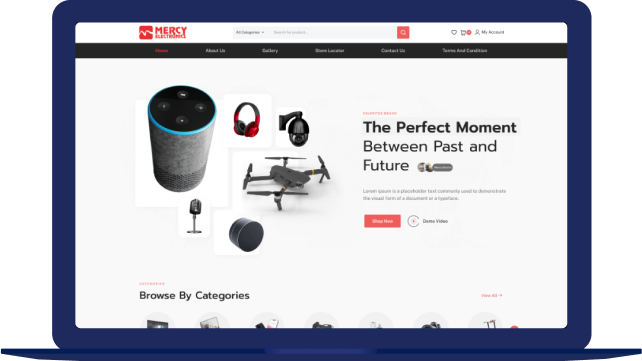 MERCY
ELECTRONICS
All Categories
Search for product...
My Account
Home
About Us
Gallery
Store Locator
Contact Us
Terms And Condition
The Perfect Moment
Between Past and
Future
Lorem ipsum is a placeholder text commonly used to demonstrate
the visual form of a document or a typeface.
Shop Now
Demo Video
CATEGORIES
Browse By Categories
View All →